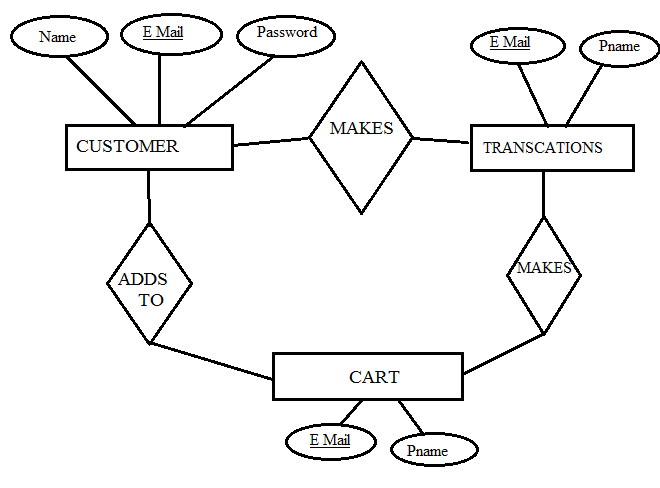 Name
E Mail
Password
E Mail
Pname
CUSTOMER
MAKES
TRANSCATIONS
ADDS
TO
MAKES
CART
E Mail
Pname